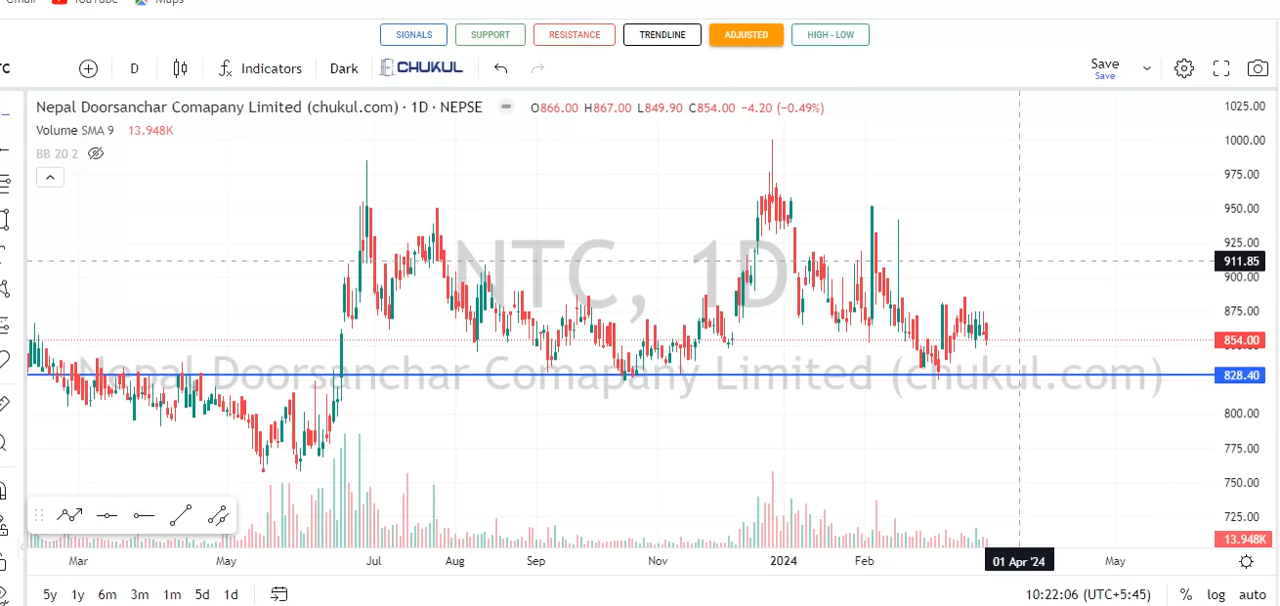 SIGNALS SUPPORT RESISTANCE TRENDLINE ADJUSTED HIGH - LOW
D Indicators Dark CHUKUL Save
Save
Nepal Doorsanchar Comapany Limited (chukul.com) · 1D · NEPSE O866.00 H867.00 L849.90 C854.00 −4.20 (−0.49%)
Volume SMA 9 13.948K
BB 20 2
NTC, 1D
Nepal Doorsanchar Comapany Limited (chukul.com)
1025.00
1000.00
975.00
950.00
925.00
911.85
900.00
875.00
854.00
828.40
800.00
775.00
750.00
725.00
13.948K
Mar May Jul Aug Sep Nov 2024 Feb 01 Apr '24 May
5y 1y 6m 3m 1m 5d 1d 10:22:06 (UTC+5:45) % log auto